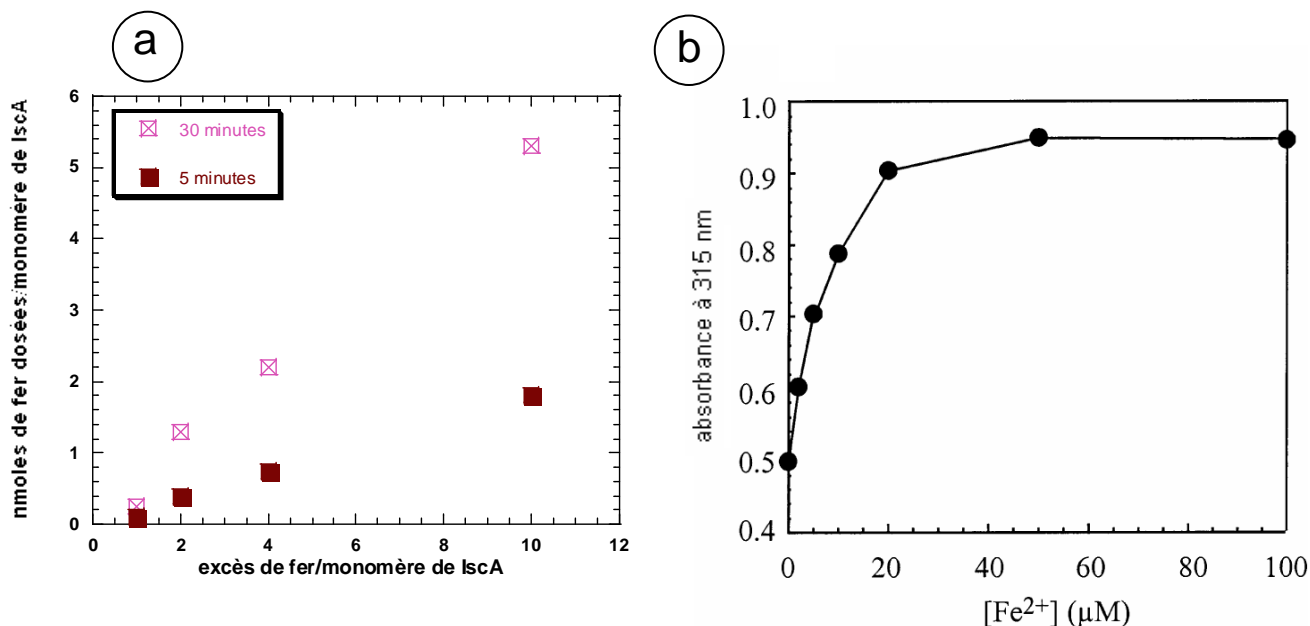 a
nmoles de fer dosées/monomère de IscA
6
5
4
3
2
1
0
30 minutes
5 minutes
0 2 4 6 8 10 12
excès de fer/monomère de IscA
b
absorbance à 315 nm
1.0
0.9
0.8
0.7
0.6
0.5
0.4
0 20 40 60 80 100
[Fe²⁺] (µM)